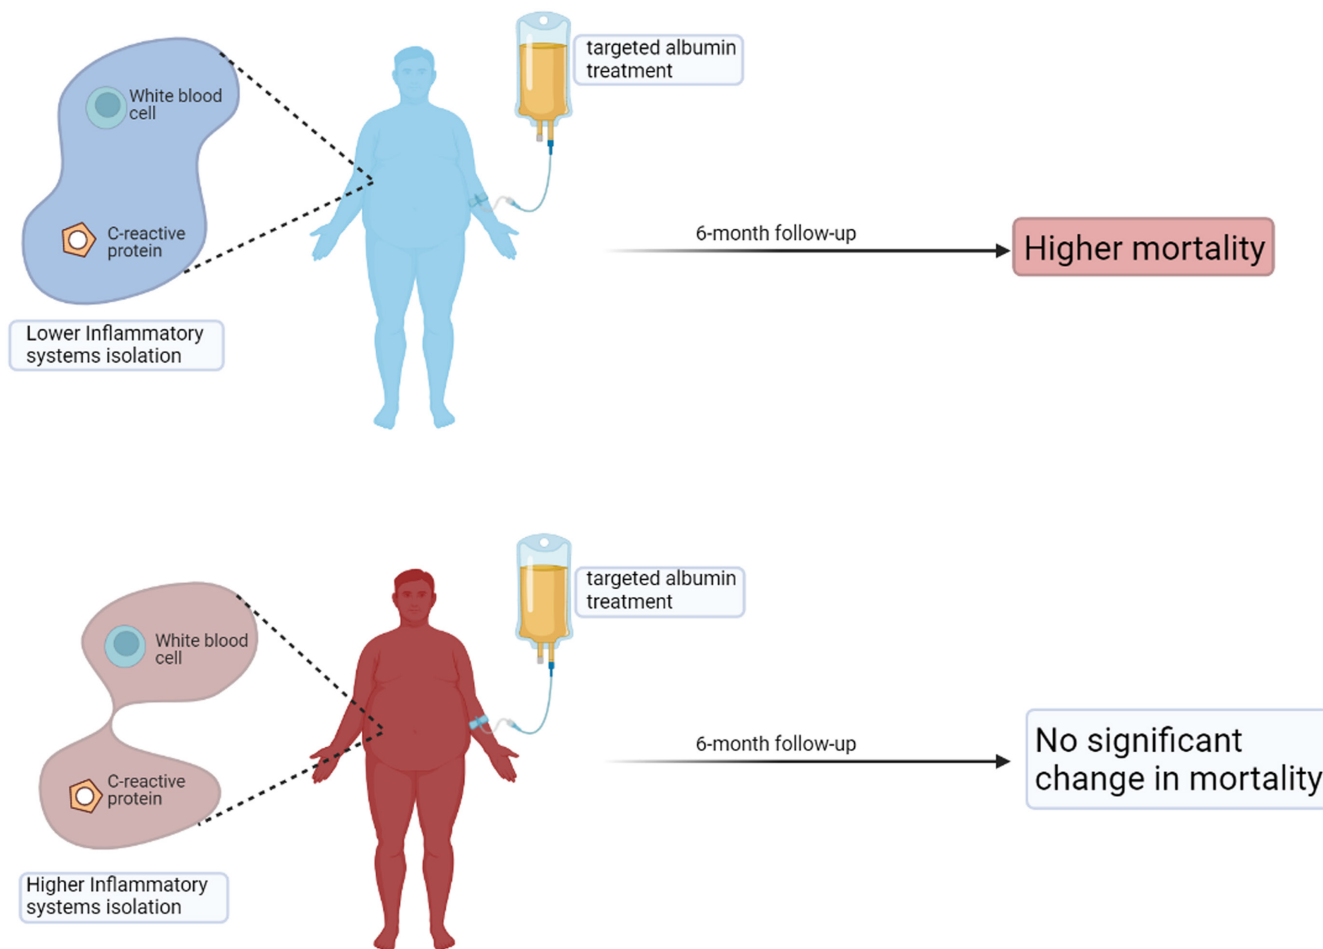 targeted albumin
treatment
White blood
cell
C-reactive
protein
6-month follow-up
Higher mortality
Lower Inflammatory
systems isolation
targeted albumin
treatment
White blood
cell
6-month follow-up
No significant
change in mortality
C-reactive
protein
Higher Inflammatory
systems isolation